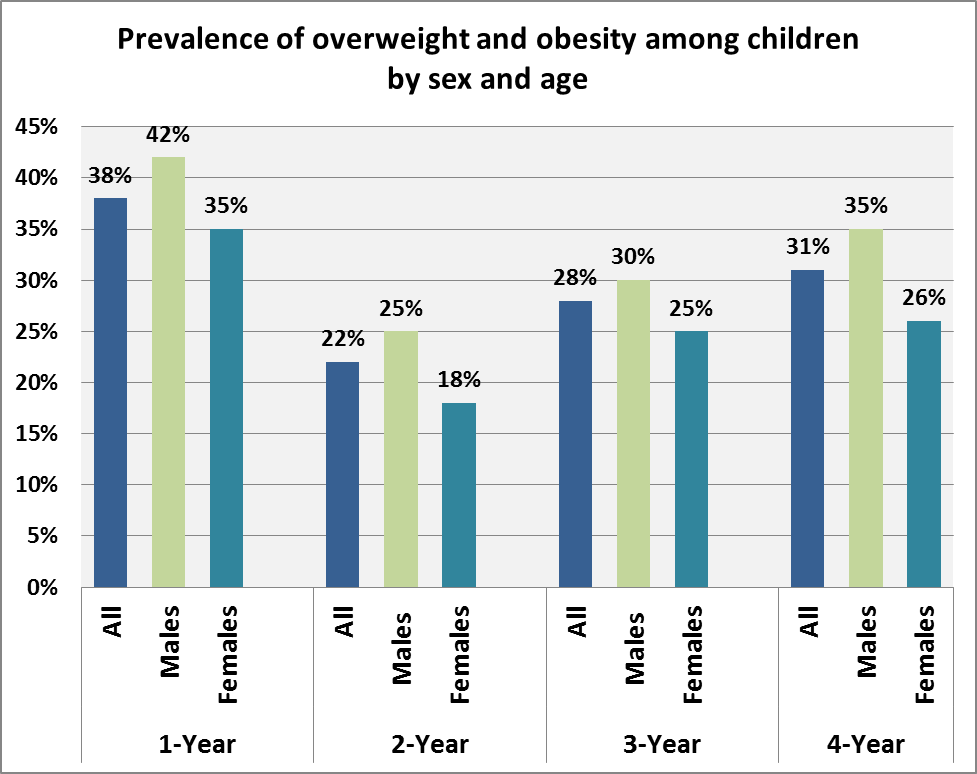 Prevalence of overweight and obesity among children
by sex and age
45%
40%
35%
30%
25%
20%
15%
10%
5%
0%
38%
42%
35%
22%
25%
18%
28%
30%
25%
31%
35%
26%
All
Males
Females
All
Males
Females
All
Males
Females
All
Males
Females
1-Year
2-Year
3-Year
4-Year